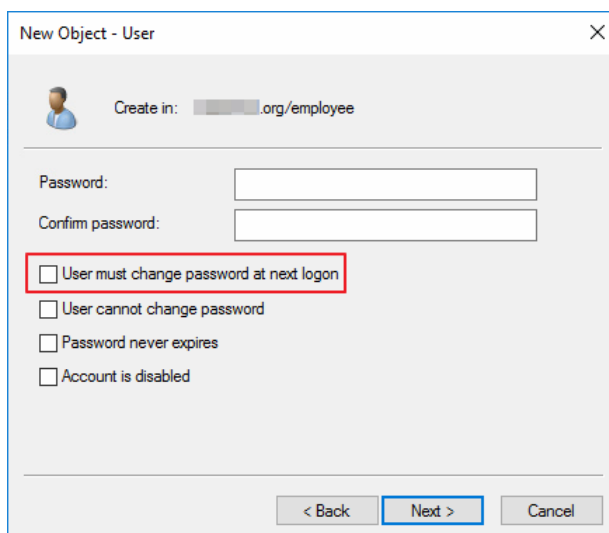 New Object - User
Create in: .org/employee
Password:
Confirm password:
User must change password at next logon
User cannot change password
Password never expires
Account is disabled
< Back Next > Cancel